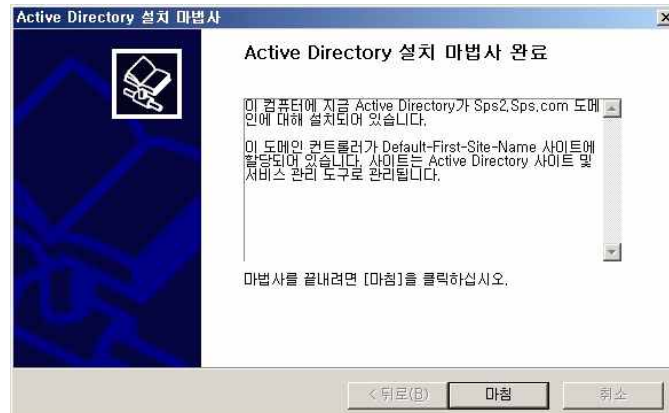 Active Directory 설치 마법사
Active Directory 설치 마법사 완료
이 컴퓨터에 지금 Active Directory가 Sps2.Sps.com 도메
인에 대해 설치되어 있습니다.
이 도메인 컨트롤러가 Default-First-Site-Name 사이트에
할당되어 있습니다. 사이트는 Active Directory 사이트 및
서비스 관리 도구로 관리됩니다.
마법사를 끝내려면 [마침]을 클릭하십시오.
< 뒤로(B)
마침
취소